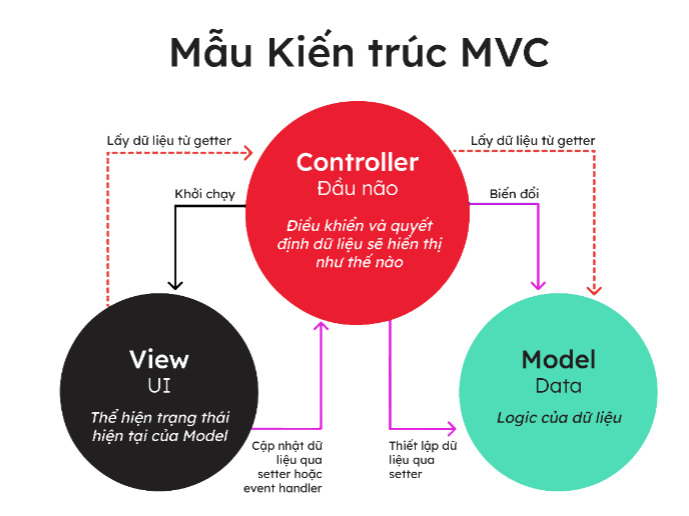 Mẫu Kiến trúc MVC
Lấy dữ liệu từ getter
Lấy dữ liệu từ getter
Controller
Đầu não
Khởi chạy
Biến đổi
Điều khiển và quyết
định dữ liệu sẽ hiển thị
như thế nào
View
UI
Thể hiện trạng thái
hiện tại của Model
Model
Data
Logic của dữ liệu
Cập nhật dữ
liệu qua
setter hoặc
event handler
Thiết lập dữ
liệu qua
setter